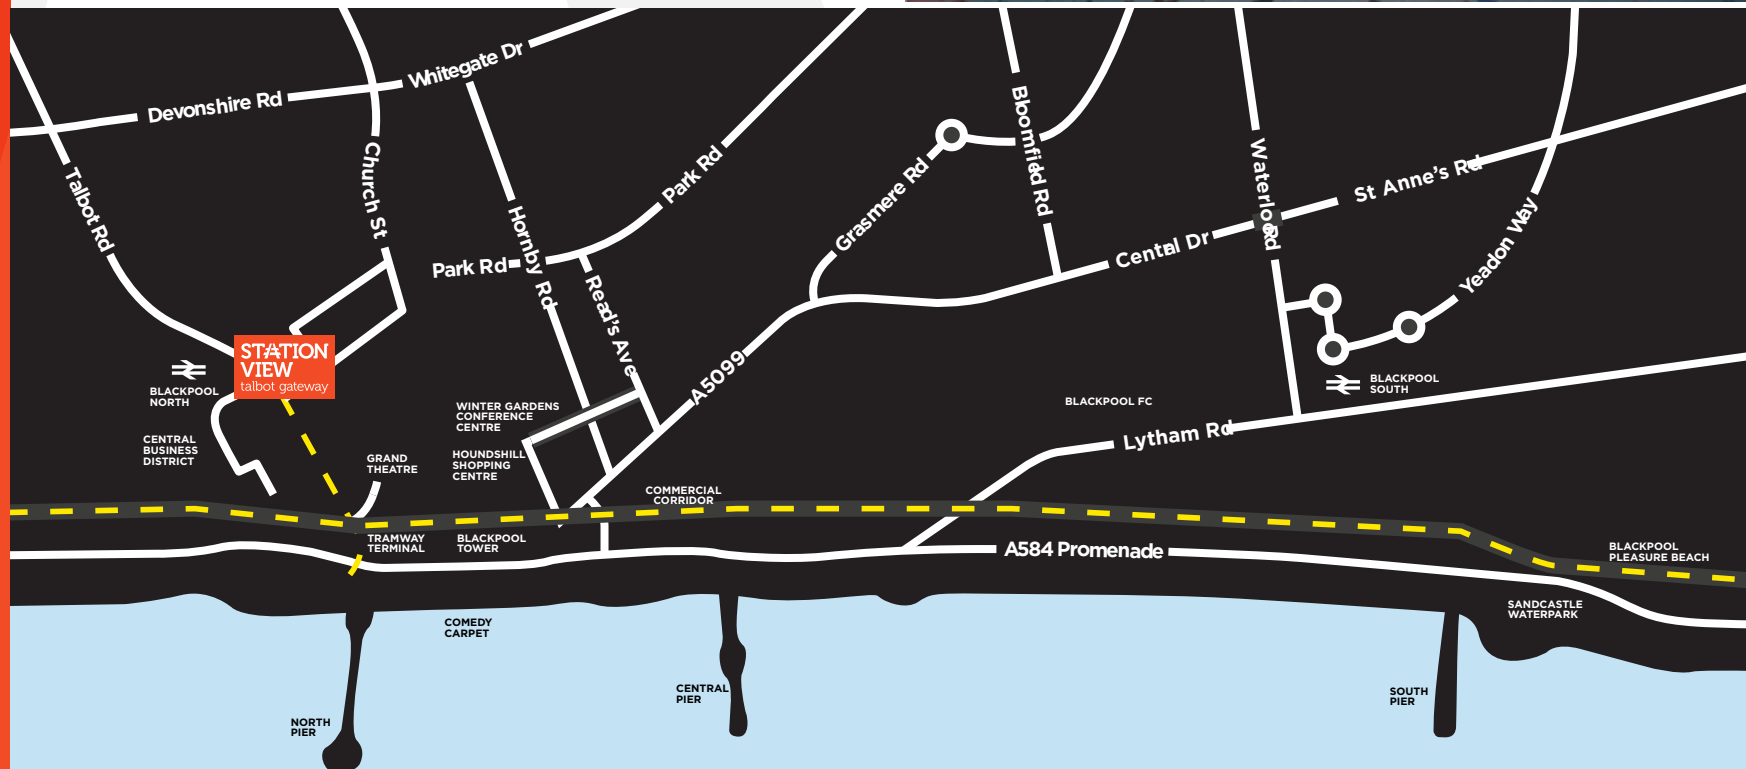 Whitegate Dr
Devonshire Rd
Church St
Talbot Rd
Hornby Rd
Park Rd
Park Rd
Read's Ave
Grasmere Rd
Bloomfield Rd
Waterloo Rd
St Anne's Rd
Central Dr
Yeadon Way
A5099
STATION
VIEW
talbot gateway
BLACKPOOL
NORTH
CENTRAL
BUSINESS
DISTRICT
GRAND
THEATRE
WINTER GARDENS
CONFERENCE
CENTRE
HOUNDSHILL
SHOPPING
CENTRE
BLACKPOOL FC
BLACKPOOL
SOUTH
Lytham Rd
COMMERCIAL
CORRIDOR
TRAMWAY
TERMINAL
BLACKPOOL
TOWER
A584 Promenade
BLACKPOOL
PLEASURE BEACH
SANDCASTLE
WATERPARK
COMEDY
CARPET
NORTH
PIER
CENTRAL
PIER
SOUTH
PIER